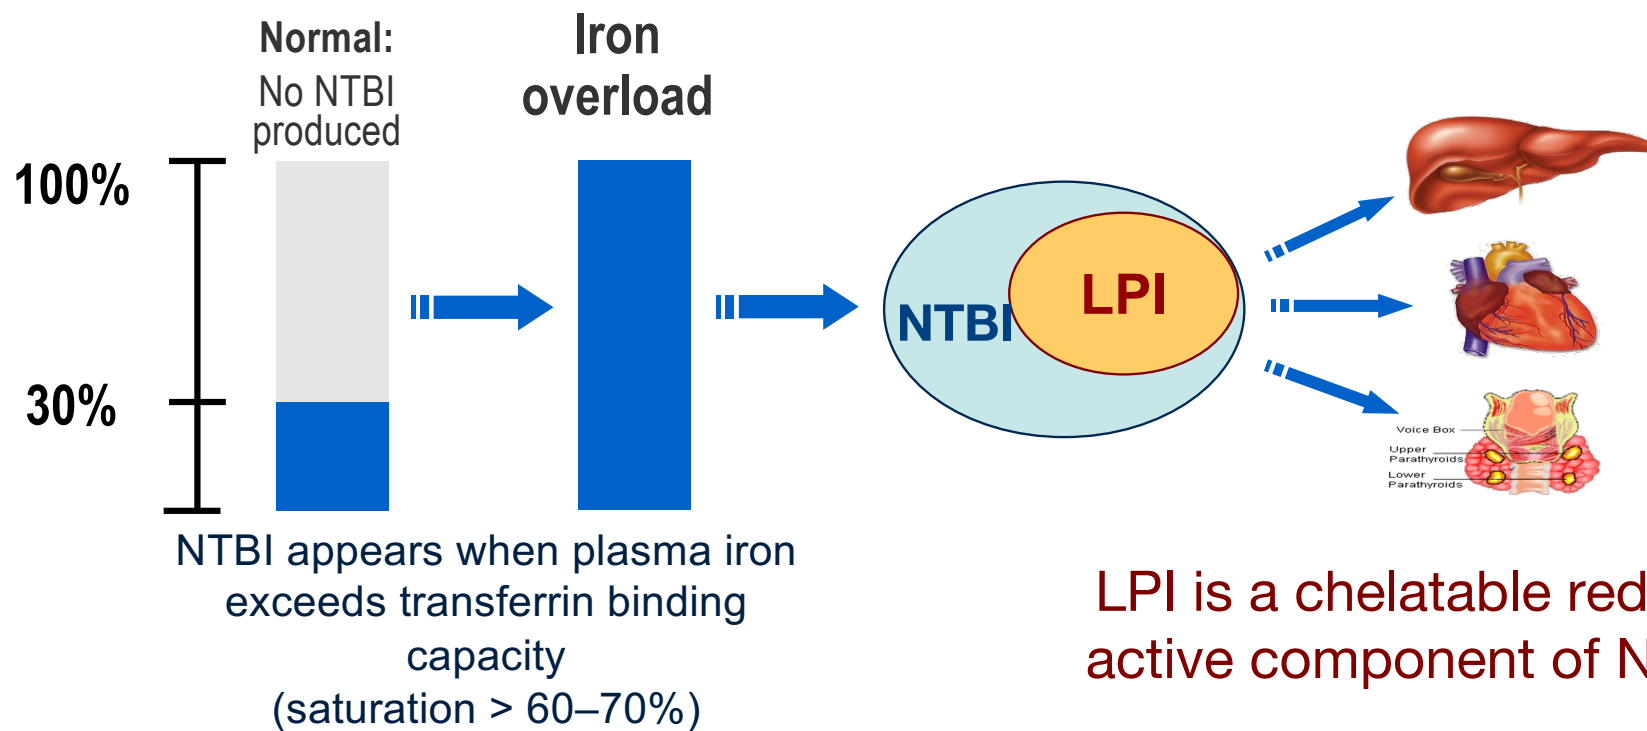 Normal:
No NTBI
produced
Iron
overload
100%
30%
NTBI
LPI
Voice Box
Upper
Parathyroids
Lower
Parathyroids
NTBI appears when plasma iron
exceeds transferrin binding
capacity
(saturation > 60–70%)
LPI is a chelatable red
active component of N